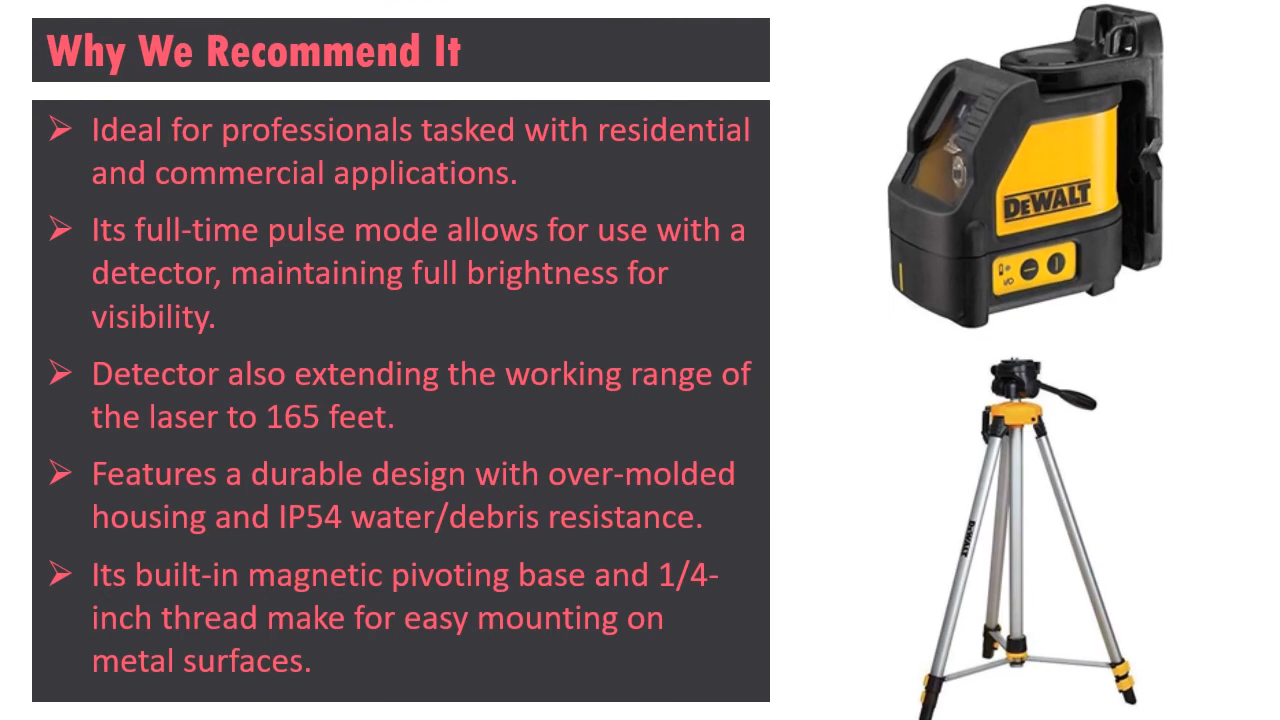 Why We Recommend It
➢ Ideal for professionals tasked with residential
and commercial applications.
➢ Its full-time pulse mode allows for use with a
detector, maintaining full brightness for
visibility.
➢ Detector also extending the working range of
the laser to 165 feet.
➢ Features a durable design with over-molded
housing and IP54 water/debris resistance.
➢ Its built-in magnetic pivoting base and 1/4-
inch thread make for easy mounting on
metal surfaces.
DEWALT
I/O
DEWALT